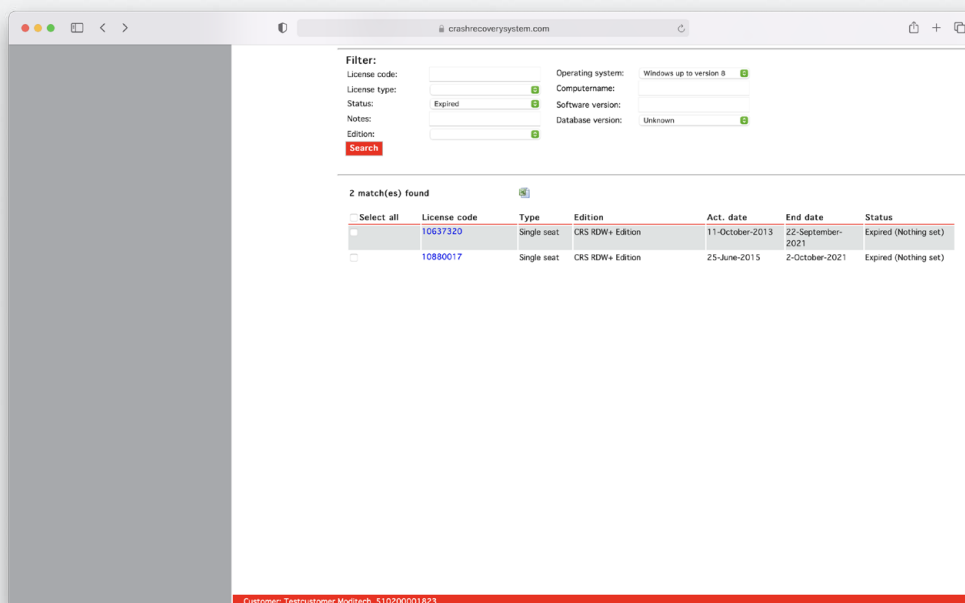 crashrecoverysystem.com
Filter:
License code:
License type:
Status: Expired
Notes:
Edition:
Operating system: Windows up to version 8
Computername:
Software version:
Database version: Unknown
Search
2 match(es) found
Select all License code Type Edition Act. date End date Status
10637320 Single seat CRS RDW+ Edition 11-October-2013 22-September-2021 Expired (Nothing set)
10880017 Single seat CRS RDW+ Edition 25-June-2015 2-October-2021 Expired (Nothing set)
Customer: Testcustomer Moditech, 510200001823